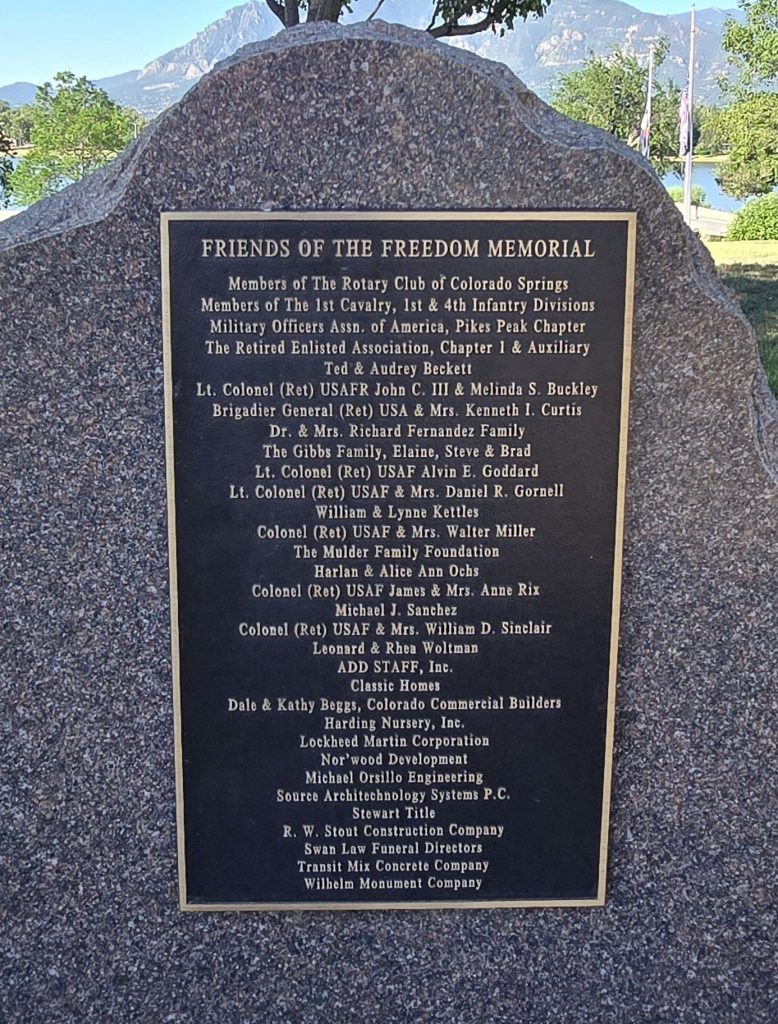 FRIENDS OF THE FREEDOM MEMORIAL
Members of The Rotary Club of Colorado Springs
Members of The 1st Cavalry, 1st & 4th Infantry Divisions
Military Officers Assn. of America, Pikes Peak Chapter
The Retired Enlisted Association, Chapter 1 & Auxiliary
Ted & Audrey Beckett
Lt. Colonel (Ret) USAFR John C. III & Melinda S. Buckley
Brigadier General (Ret) USA & Mrs. Kenneth I. Curtis
Dr. & Mrs. Richard Fernandez Family
The Gibbs Family, Elaine, Steve & Brad
Lt. Colonel (Ret) USAF Alvin E. Goddard
Lt. Colonel (Ret) USAF & Mrs. Daniel R. Gornell
William & Lynne Kettles
Colonel (Ret) USAF & Mrs. Walter Miller
The Mulder Family Foundation
Harlan & Alice Ann Ochs
Colonel (Ret) USAF James & Mrs. Anne Rix
Michael J. Sanchez
Colonel (Ret) USAF & Mrs. William D. Sinclair
Leonard & Rhea Woltman
ADD STAFF, Inc.
Classic Homes
Dale & Kathy Beggs, Colorado Commercial Builders
Harding Nursery, Inc.
Lockheed Martin Corporation
Nor'wood Development
Michael Orsillo Engineering
Source Architechnology Systems P.C.
Stewart Title
R. W. Stout Construction Company
Swan Law Funeral Directors
Transit Mix Concrete Company
Wilhelm Monument Company